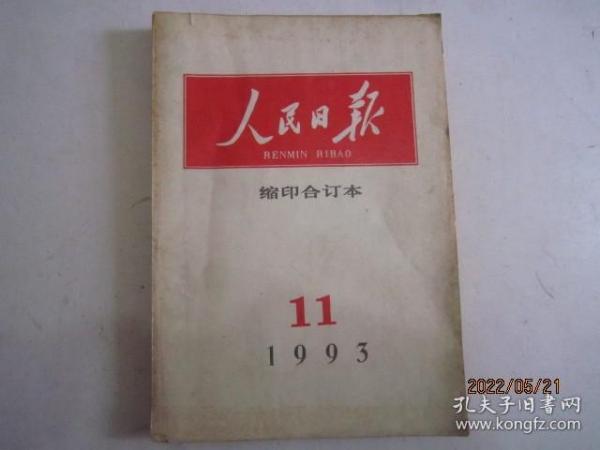 人民日报
RENMIN RIBAO
缩印合订本
11
1993
2022/05/21
孔夫子旧书网
www.kongfz.com